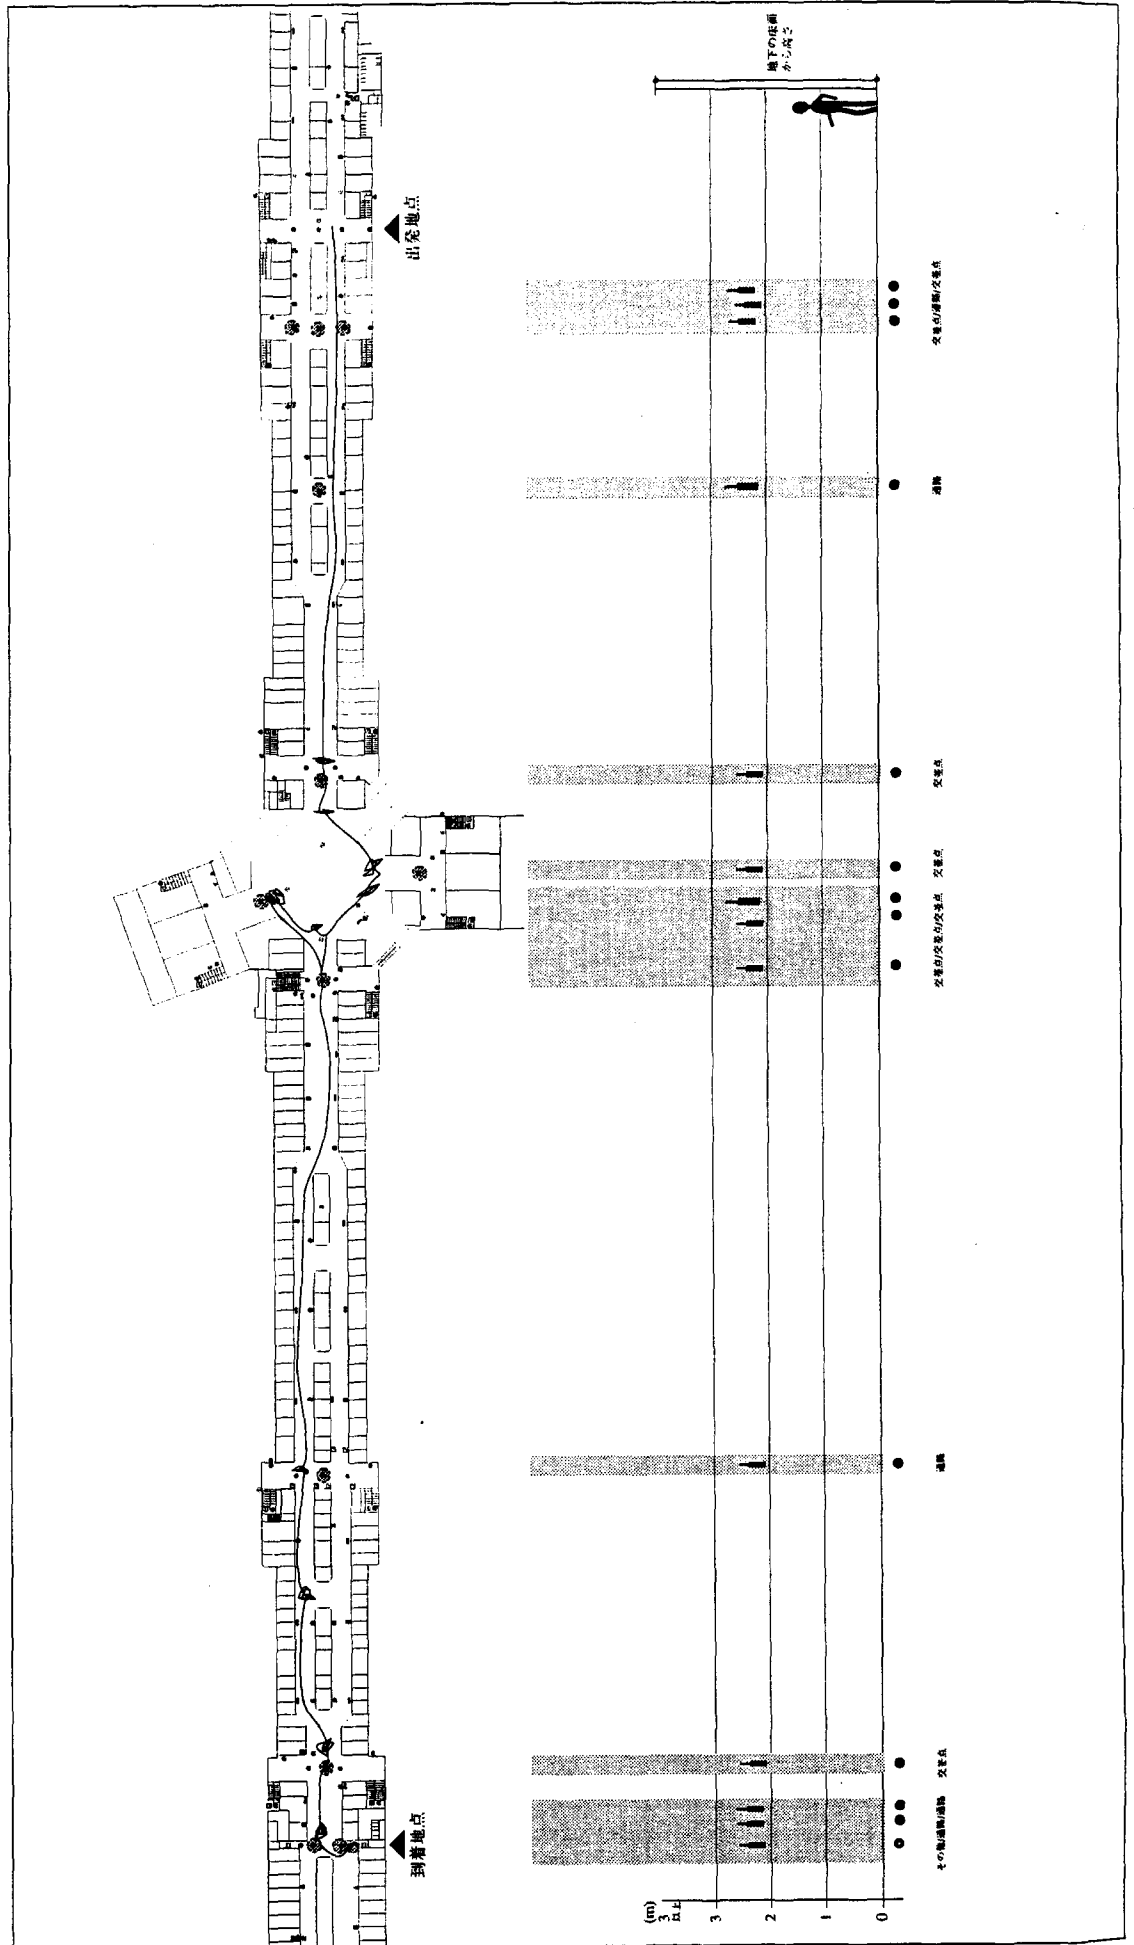 地下の床面
から高さ
出発地点
交差点/通路/交差点
通路
交差点
交差点
交差点/交差点/交差点
通路
交差点
その他/通路/通路
到着地点
(m)
3
以上
3
2
1
0